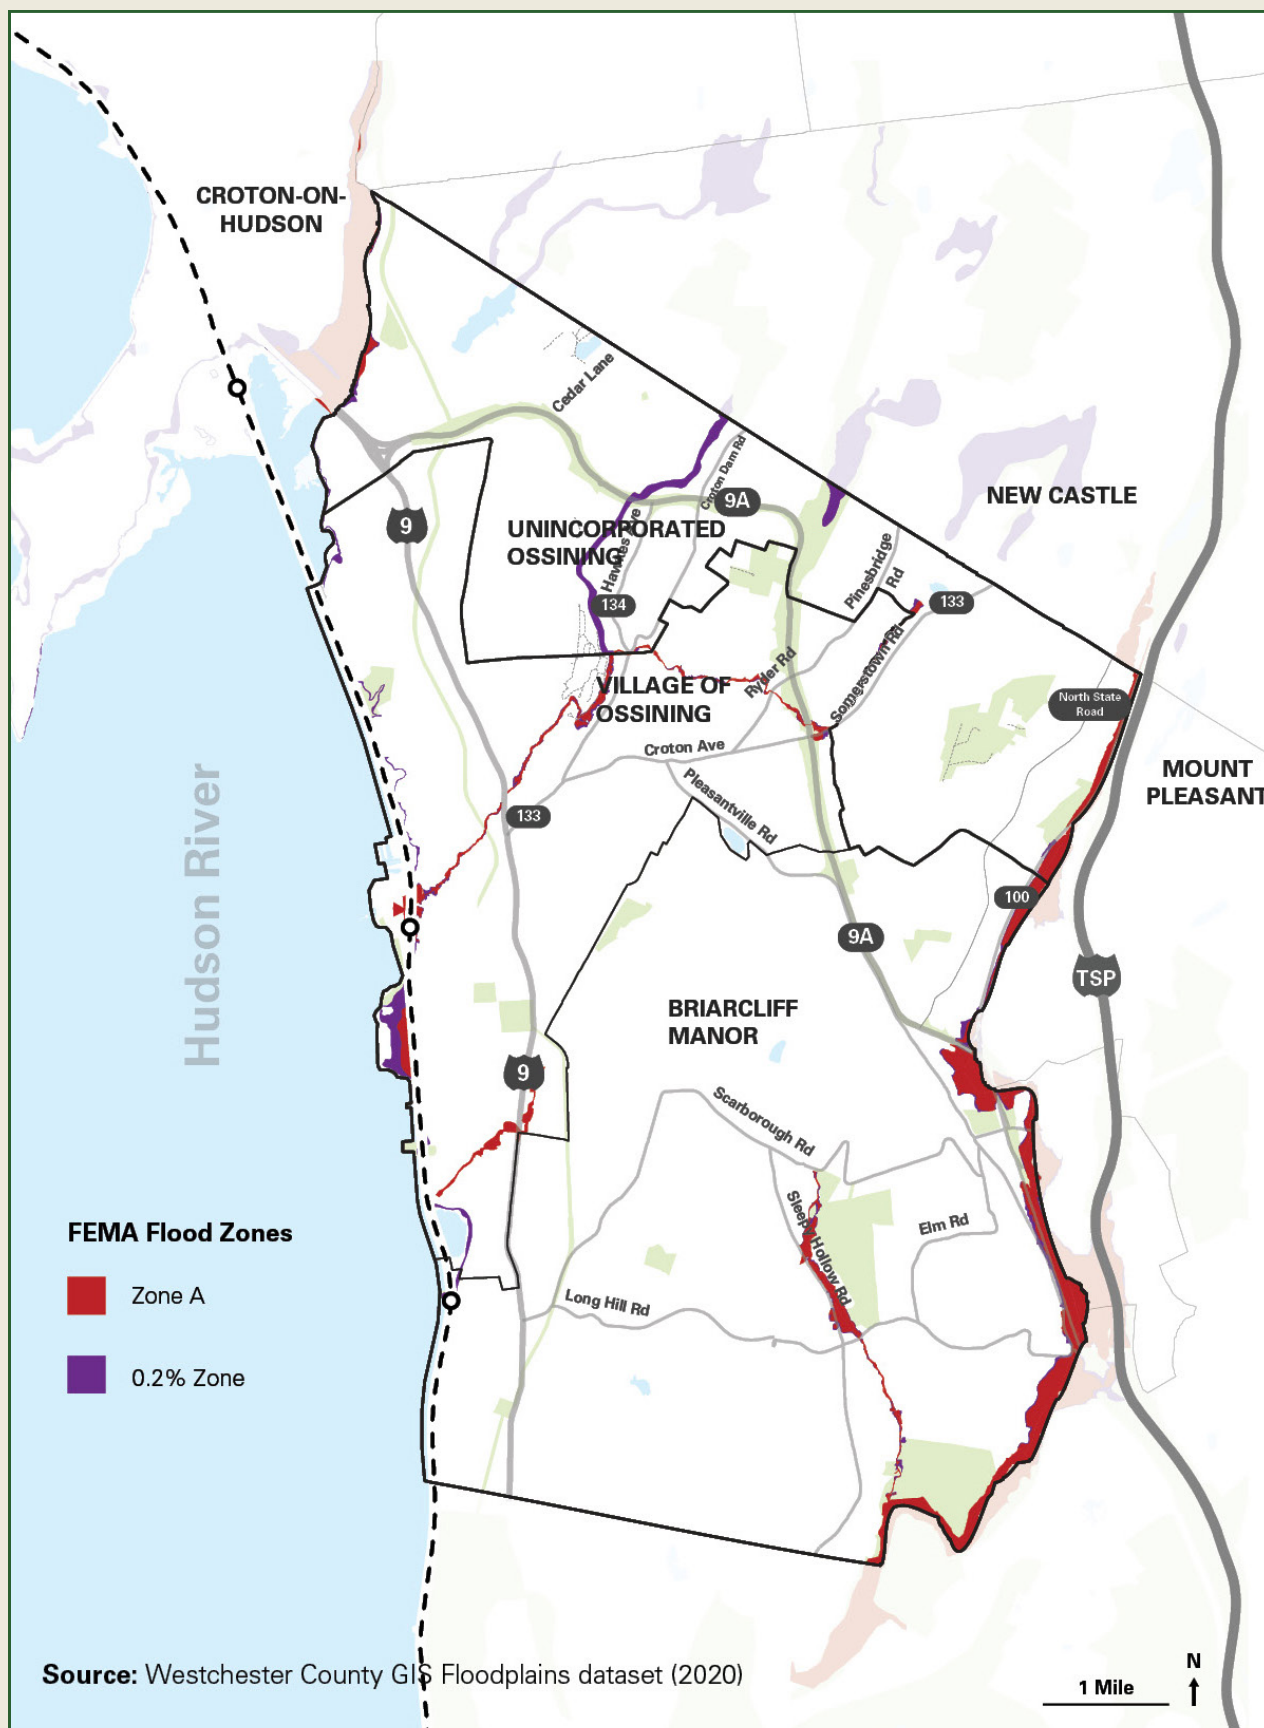 CROTON-ON-
HUDSON
Cedar Lane
Croton Dam Rd
9A
NEW CASTLE
9
UNINCORPORATED
OSSINING
Hawkes Ave
134
Pinesbridge
Rd
133
Somerstown Rd
Ryder Rd
VILLAGE OF
OSSINING
North State
Road
Croton Ave
MOUNT
PLEASANT
Pleasantville Rd
133
Hudson River
100
9A
TSP
BRIARCLIFF
MANOR
9
Scarborough Rd
Sleepy Hollow Rd
Elm Rd
FEMA Flood Zones
Zone A
Long Hill Rd
0.2% Zone
Source: Westchester County GIS Floodplains dataset (2020)
N
1 Mile